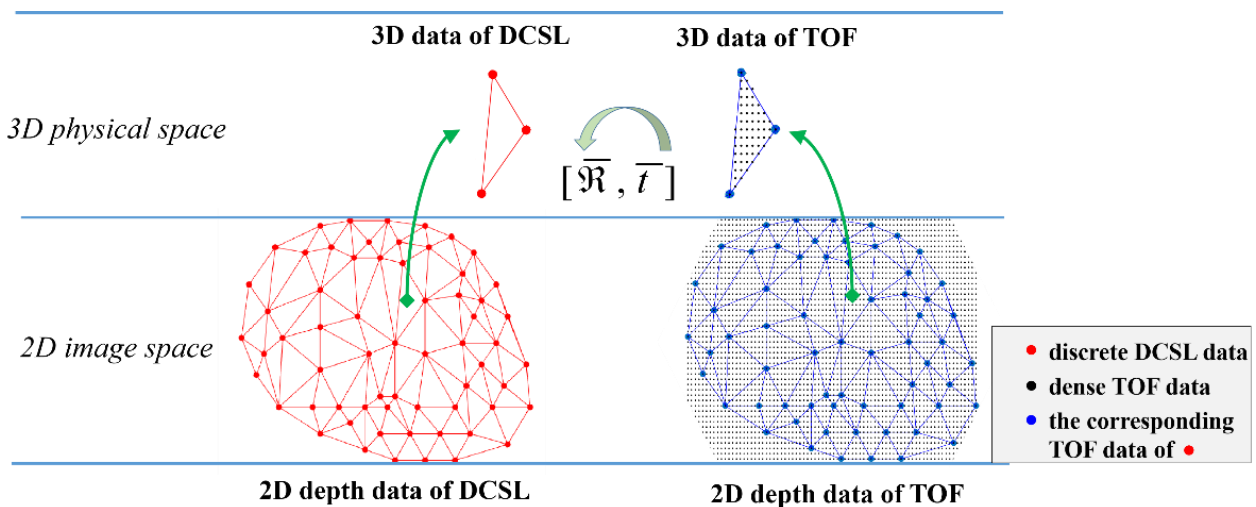 3D data of DCSL
3D data of TOF
3D physical space
[ℜ̅ , t̅ ]
2D image space
discrete DCSL data
dense TOF data
the corresponding
TOF data of
2D depth data of DCSL
2D depth data of TOF